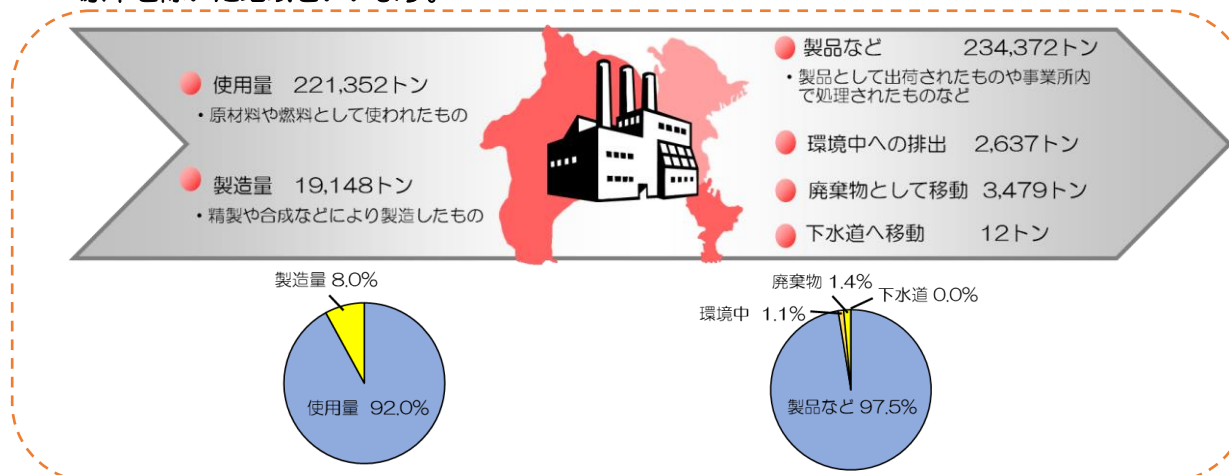 使用量 221,352トン
・原材料や燃料として使われたもの
製造量 19,148トン
・精製や合成などにより製造したもの
製品など 234,372トン
・製品として出荷されたものや事業所内
で処理されたものなど
環境中への排出 2,637トン
廃棄物として移動 3,479トン
下水道へ移動 12トン
製造量 8.0%
使用量 92.0%
廃棄物 1.4%
下水道 0.0%
環境中 1.1%
製品など 97.5%